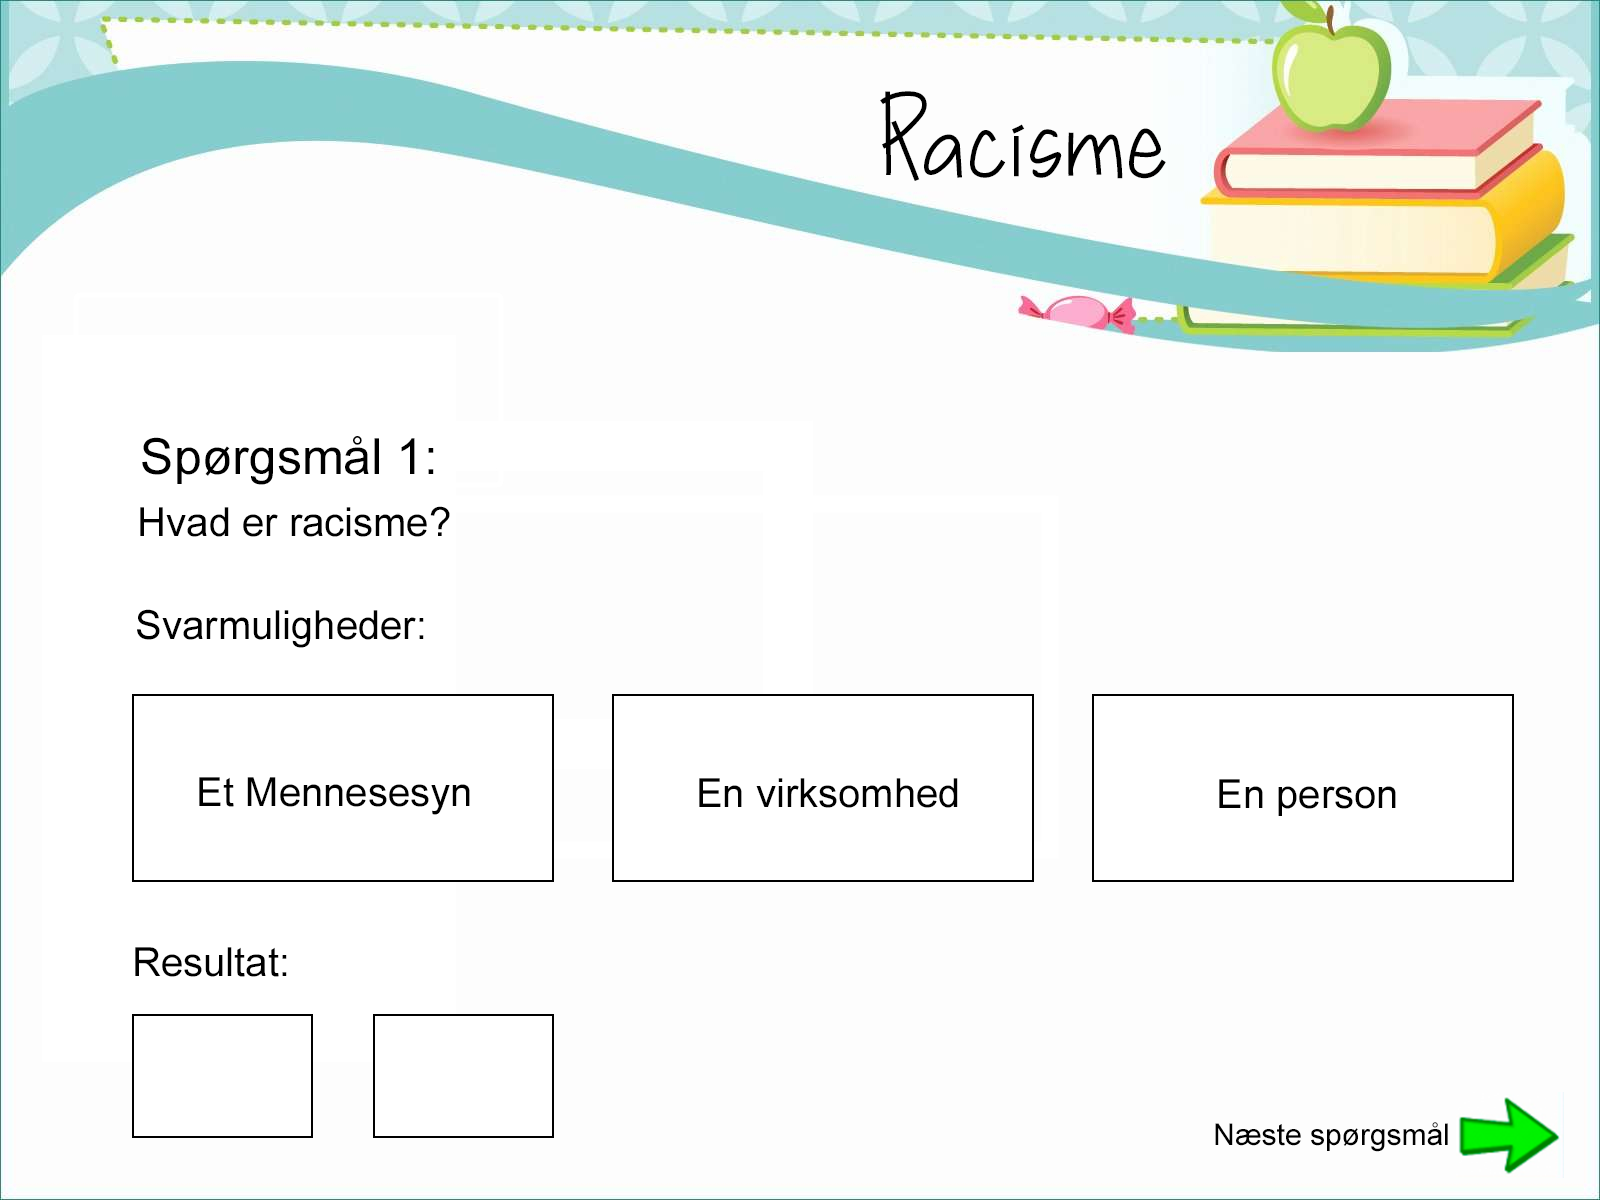 Racisme
Spørgsmål 1:
Hvad er racisme?
Svarmuligheder:
Et Mennesesyn
En virksomhed
En person
Resultat:
Næste spørgsmål